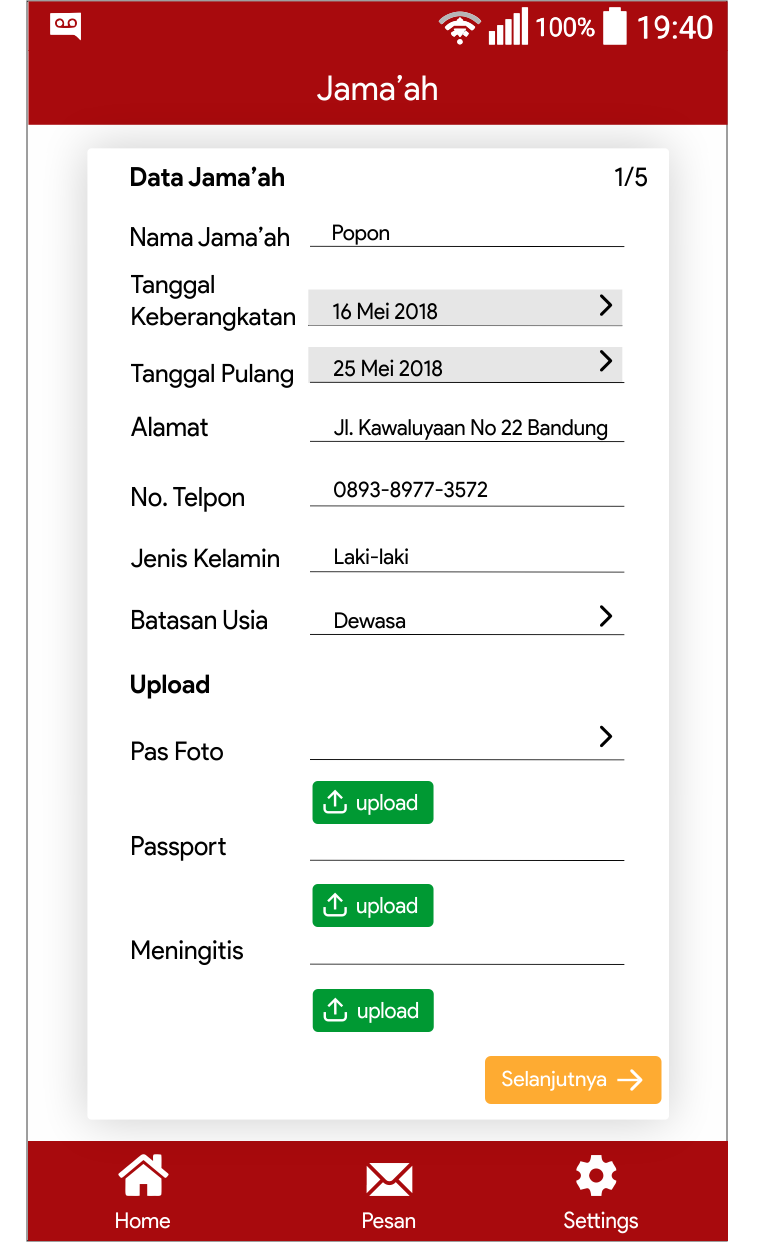 100% 19:40
Jama’ah
Data Jama’ah 1/5
Nama Jama’ah Popon
Tanggal
Keberangkatan 16 Mei 2018
Tanggal Pulang 25 Mei 2018
Alamat Jl. Kawaluyaan No 22 Bandung
No. Telpon 0893-8977-3572
Jenis Kelamin Laki-laki
Batasan Usia Dewasa
Upload
Pas Foto
upload
Passport
upload
Meningitis
upload
Selanjutnya
Home Pesan Settings